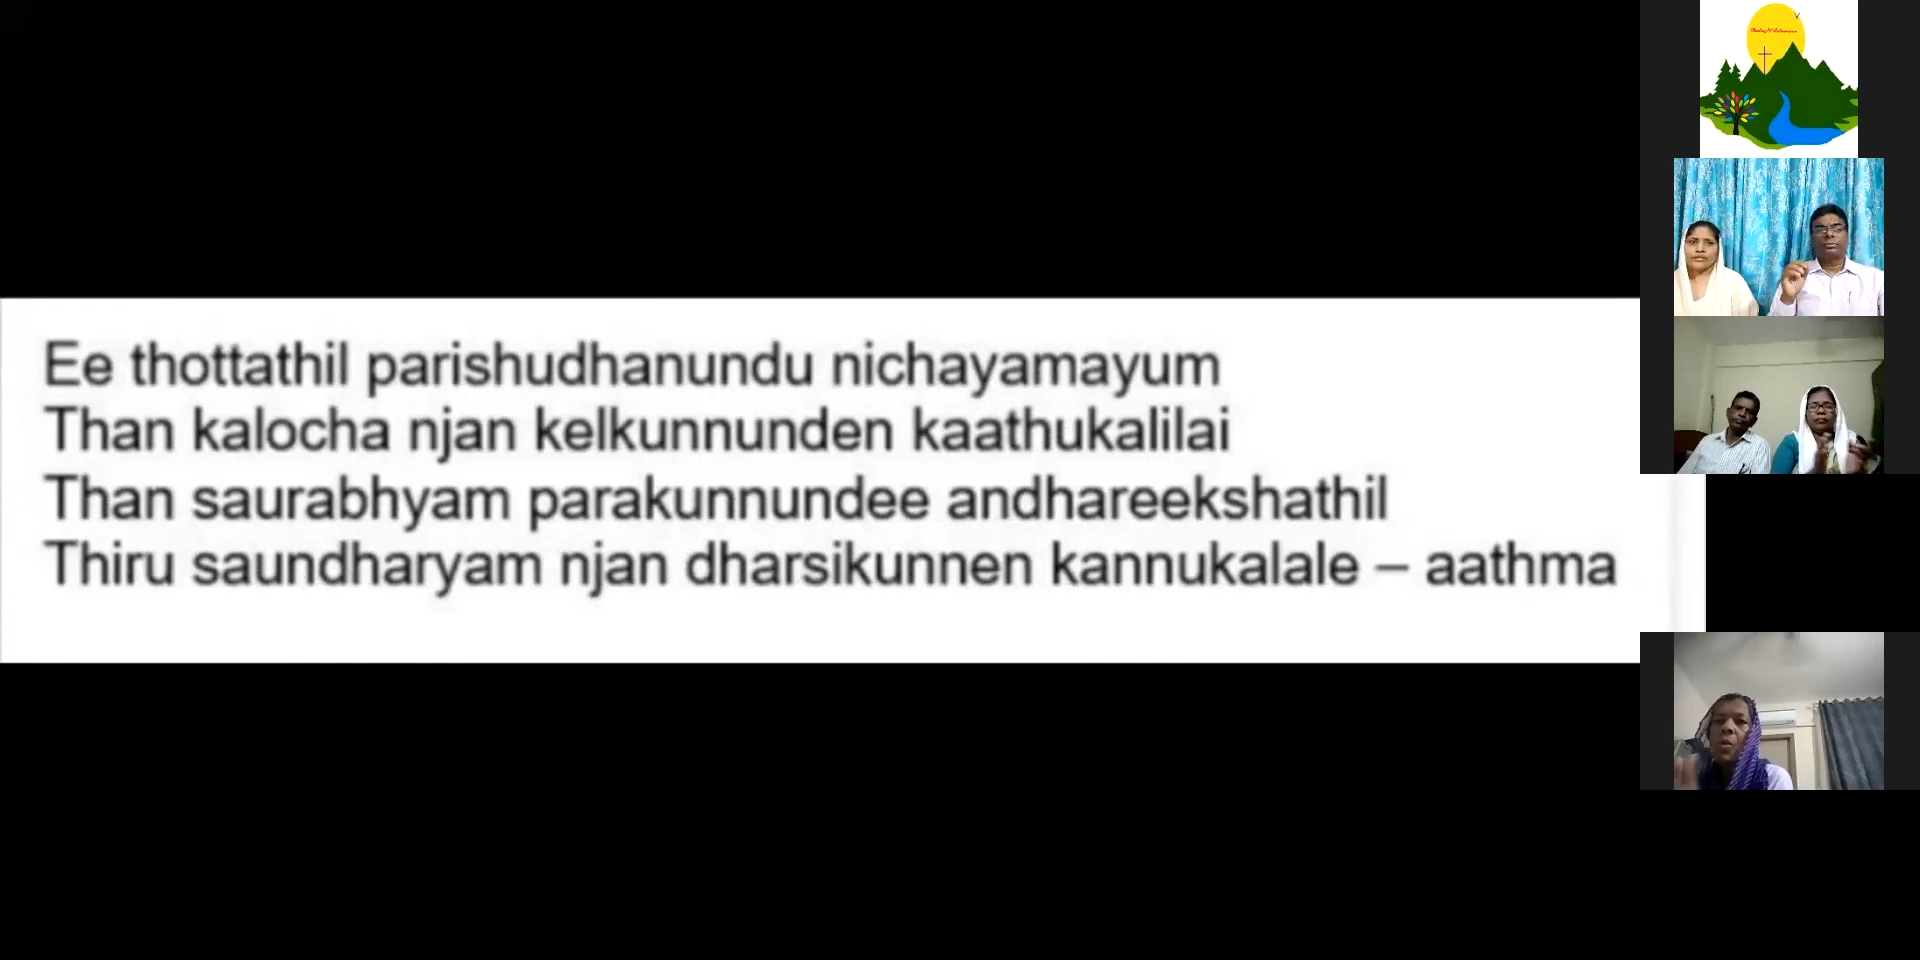 Ee thottathil parishudhanundu nichayamayum
Than kalocha njan kelkunnunden kaathukalilai
Than saurabhyam parakunnundee andhareekshathil
Thiru saundharyam njan dharsikunnen kannukalale – aathma